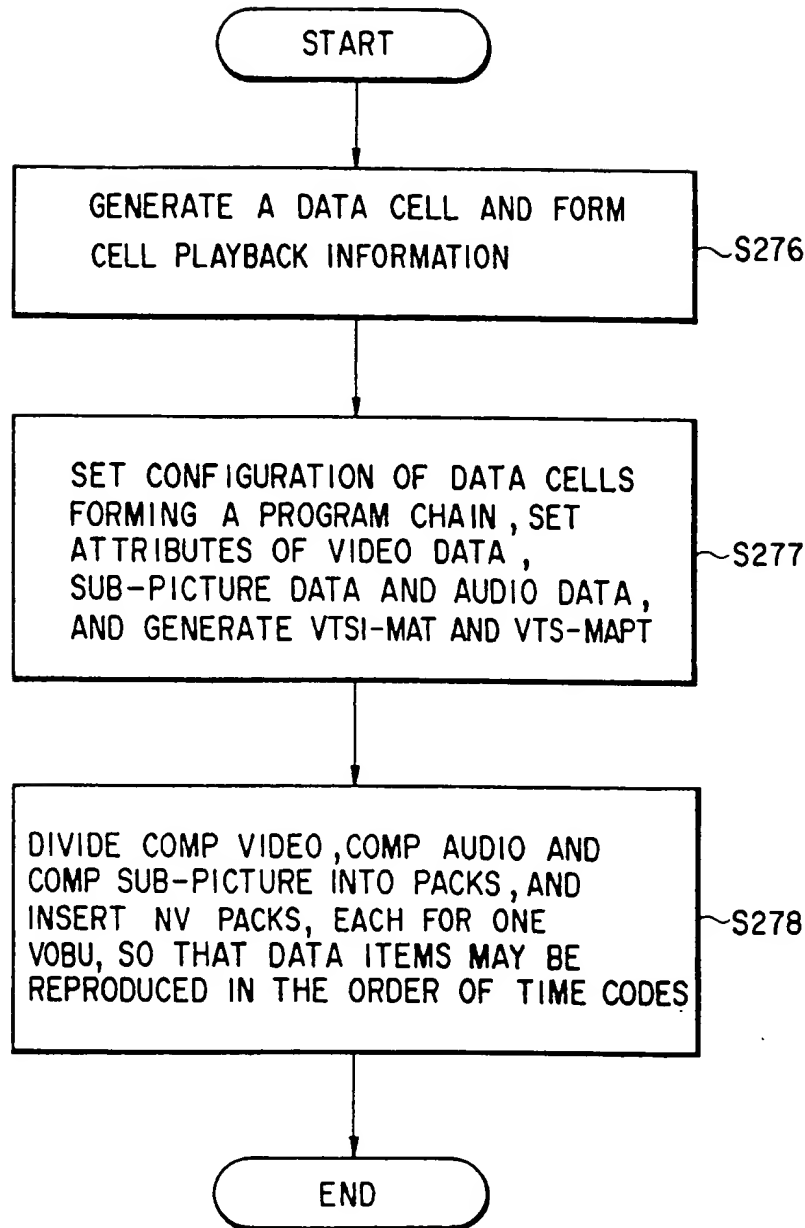 START
GENERATE A DATA CELL AND FORM
CELL PLAYBACK INFORMATION
S276
SET CONFIGURATION OF DATA CELLS
FORMING A PROGRAM CHAIN, SET
ATTRIBUTES OF VIDEO DATA,
SUB-PICTURE DATA AND AUDIO DATA,
AND GENERATE VTSI-MAT AND VTS-MAPT
S277
DIVIDE COMP VIDEO, COMP AUDIO AND
COMP SUB-PICTURE INTO PACKS, AND
INSERT NV PACKS, EACH FOR ONE
VOBU, SO THAT DATA ITEMS MAY BE
REPRODUCED IN THE ORDER OF TIME CODES
S278
END